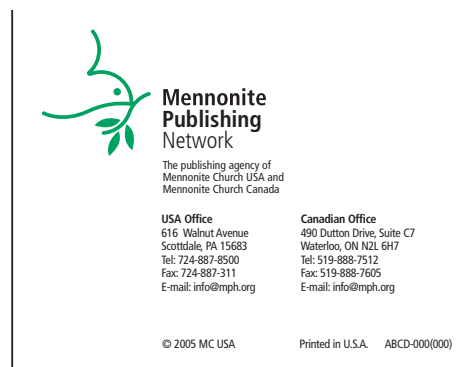 Mennonite
Publishing
Network
The publishing agency of
Mennonite Church USA and
Mennonite Church Canada
USA Office
616 Walnut Avenue
Scottdale, PA 15683
Tel: 724-887-8500
Fax: 724-887-311
E-mail: info@mph.org
Canadian Office
490 Dutton Drive, Suite C7
Waterloo, ON N2L 6H7
Tel: 519-888-7512
Fax: 519-888-7605
E-mail: info@mph.org
© 2005 MC USA
Printed in U.S.A. ABCD-000(000)